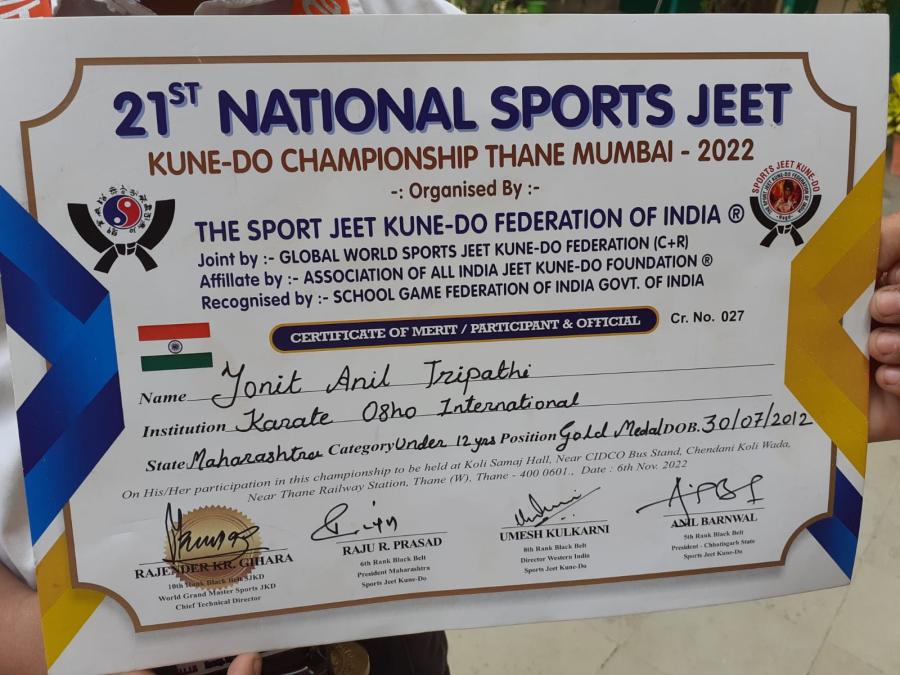 21ST NATIONAL SPORTS JEET
KUNE-DO CHAMPIONSHIP THANE MUMBAI - 2022
-: Organised By :-
THE SPORT JEET KUNE-DO FEDERATION OF INDIA ®
Joint by :- GLOBAL WORLD SPORTS JEET KUNE-DO FEDERATION (C+R)
Affillate by :- ASSOCIATION OF ALL INDIA JEET KUNE-DO FOUNDATION ®
Recognised by :- SCHOOL GAME FEDERATION OF INDIA GOVT. OF INDIA
SPORTS JEET KUNE-DO
CERTIFICATE OF MERIT / PARTICIPANT & OFFICIAL Cr. No. 027
Name Jonit Anil Tripathi
Institution Karate Osho International
State Maharashtra Category Under 12 yrs Position Gold Medal DOB. 30/07/2012
On His/Her participation in this championship to be held at Koli Samaj Hall, Near CIDCO Bus Stand, Chendani Koli Wada,
Near Thane Railway Station, Thane (W), Thane - 400 0601., Date : 6th Nov. 2022
RAJENDER KR. GIHARA
10th Rank Black Belt SJKD
World Grand Master Sports JKD
Chief Technical Director
RAJU R. PRASAD
6th Rank Black Belt
President Maharashtra
Sports Jeet Kune-Do
UMESH KULKARNI
8th Rank Black Belt
Director Western India
Sports Jeet Kune-Do
ANIL BARNWAL
5th Rank Black Belt
President - Chhatisgarh State
Sports Jeet Kune-Do